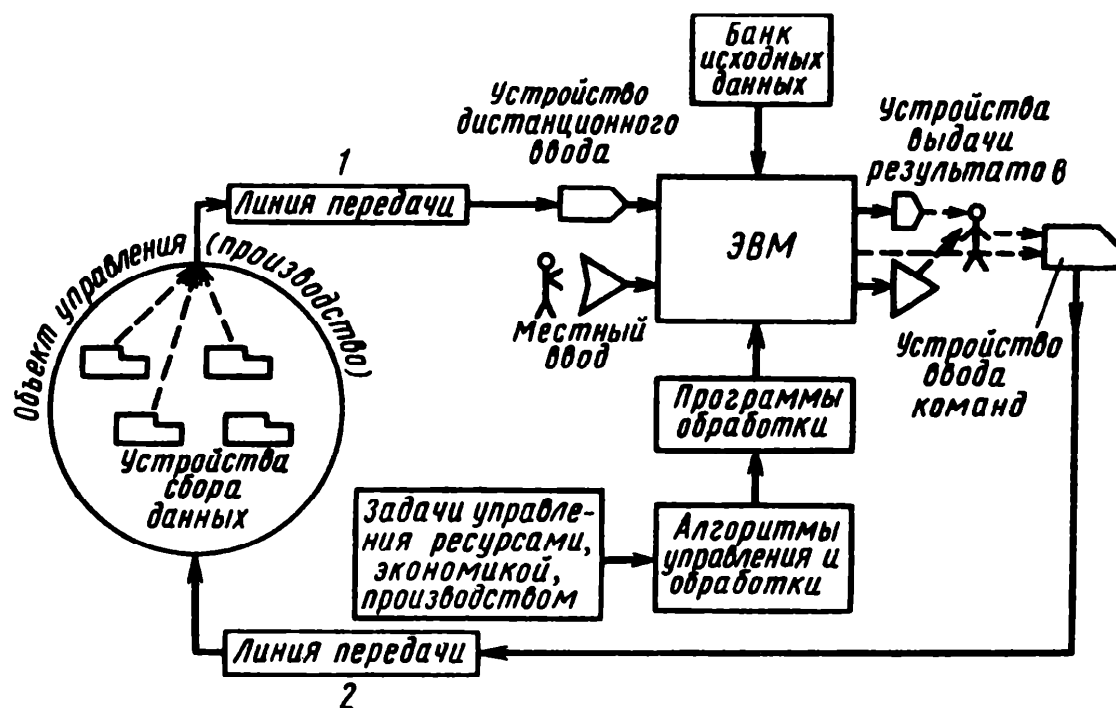 Банк
исходных
данных
Устройство
дистанционного
ввода
Устройства
выдачи
результатов
1
Линия передачи
ЭВМ
Объект управления (производства)
Местный
ввод
Устройство
ввода
команд
Программы
обработки
Устройства
сбора
данных
Задачи управле-
ния ресурсами,
экономикой,
производством
Алгоритмы
управления и
обработки
Линия передачи
2